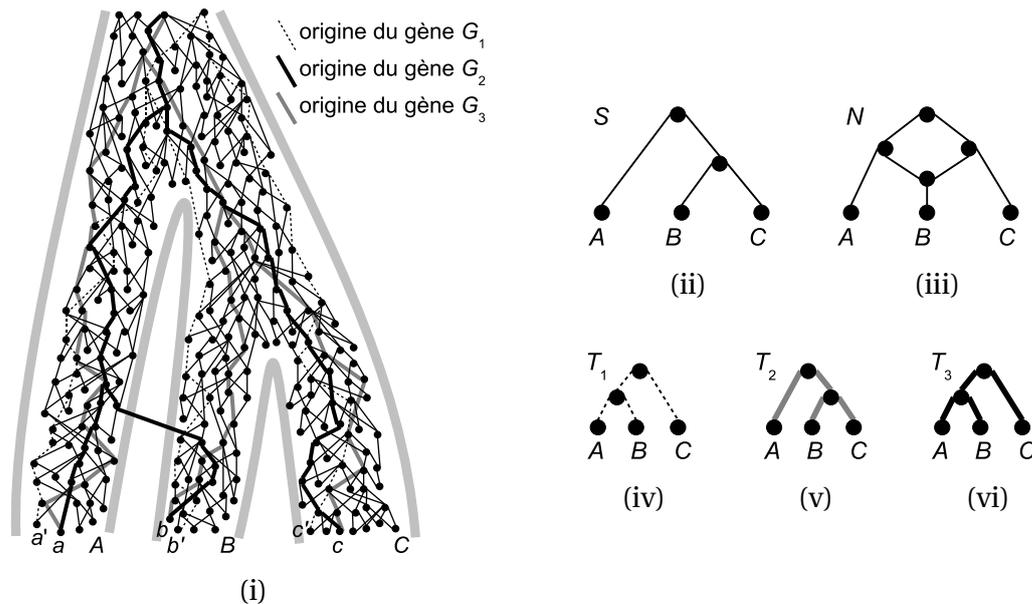 origine du gène G1
origine du gène G2
origine du gène G3
a' a A b b' B c' c C
(i)
S
A B C
(ii)
N
A B C
(iii)
T1
A B C
(iv)
T2
A B C
(v)
T3
A B C
(vi)